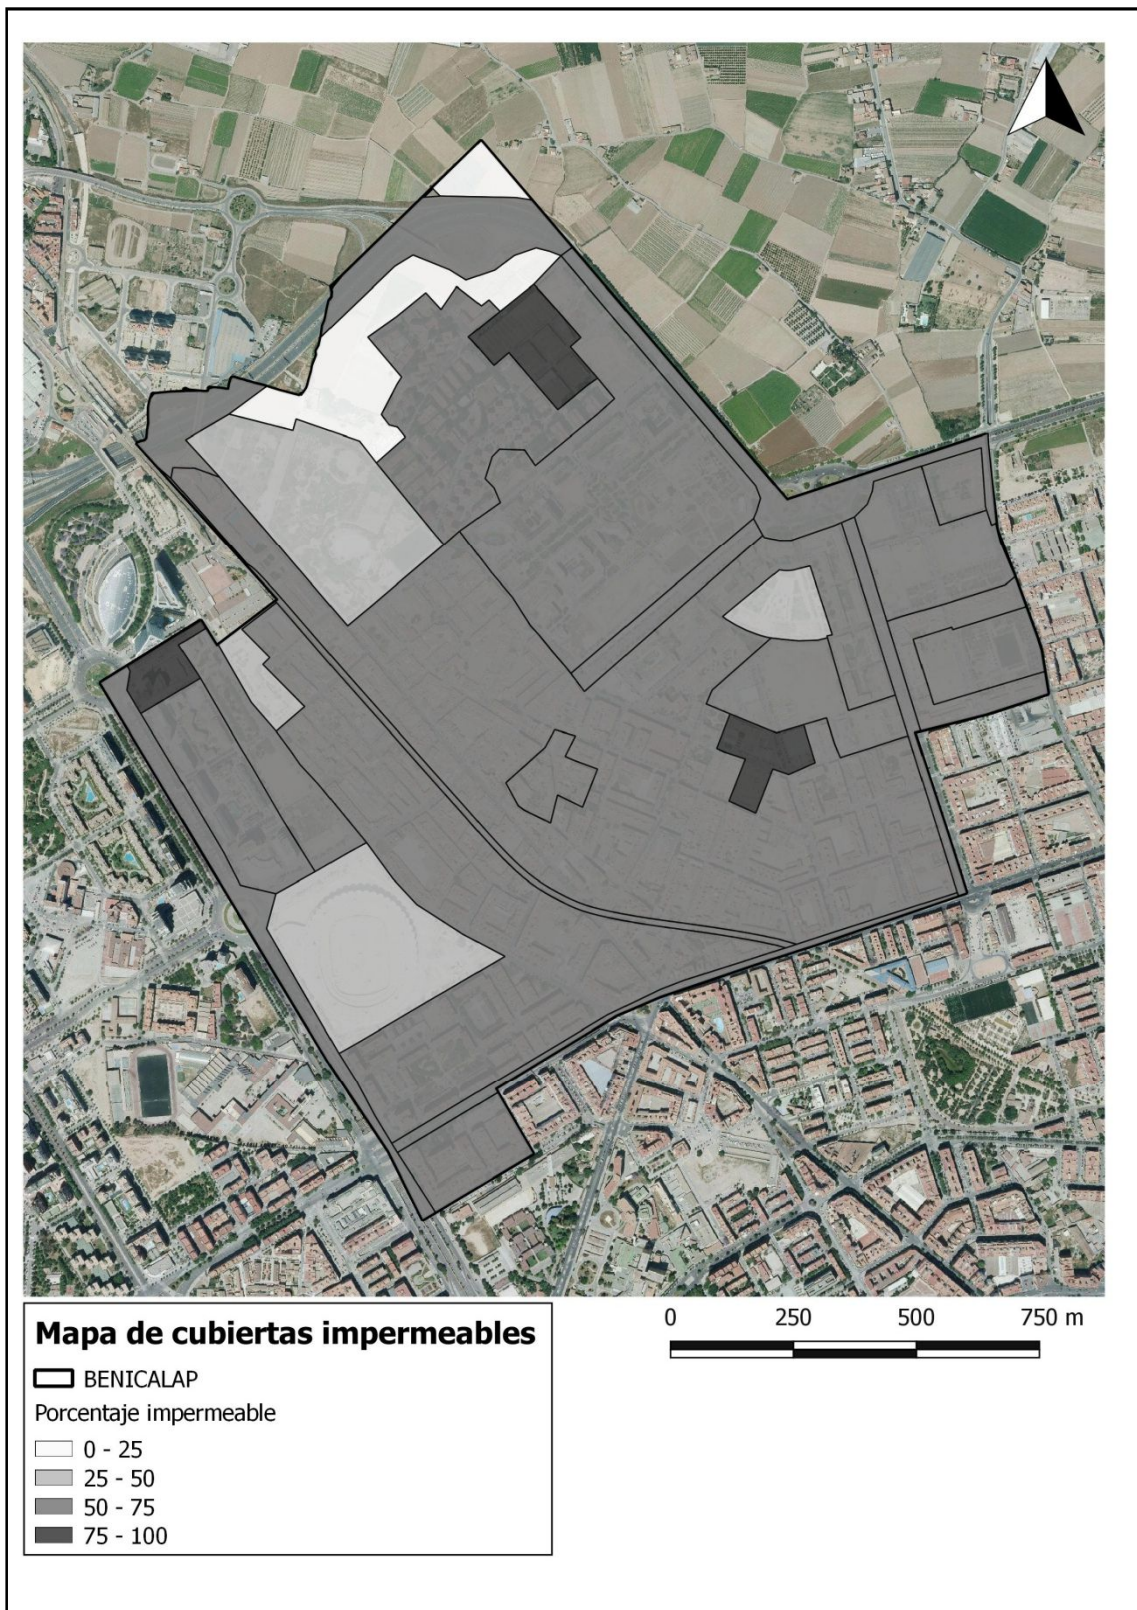 0 250 500 750 m
Mapa de cubiertas impermeables
BENICALAP
Porcentaje impermeable
0 - 25
25 - 50
50 - 75
75 - 100